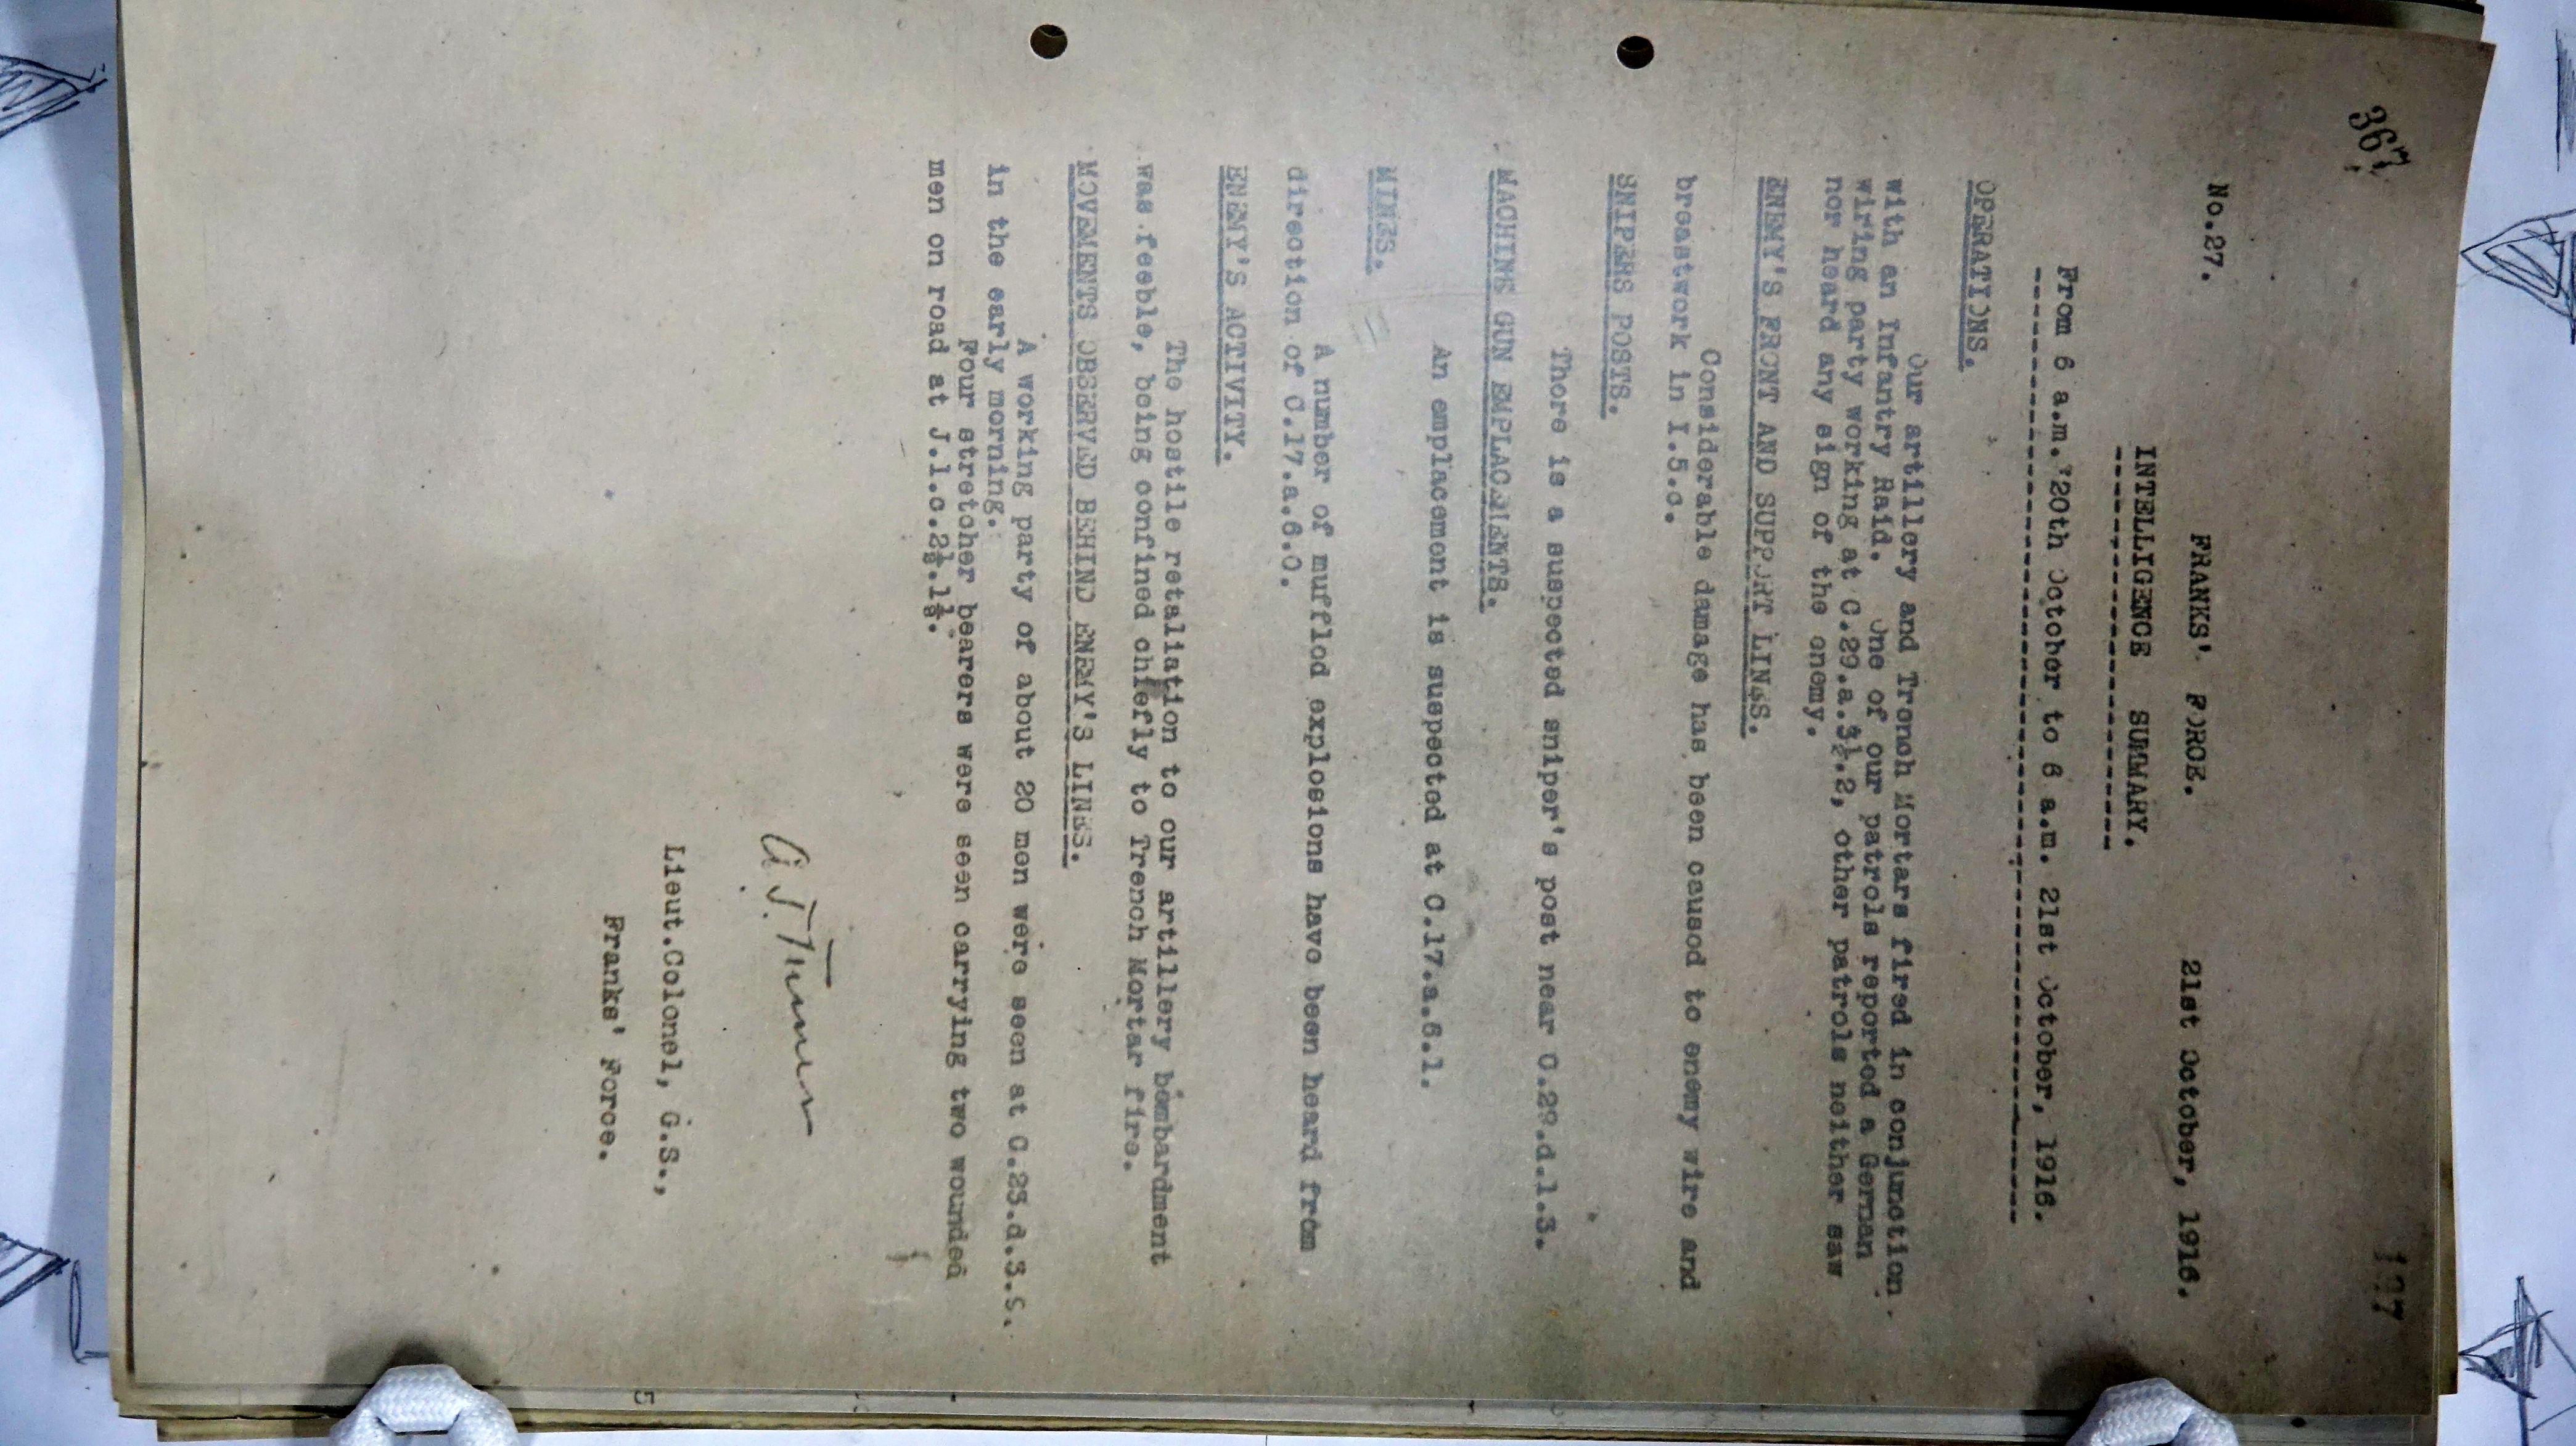 367
197
No.27. FRANKS' FORCE. 21st October, 1916.
INTELLIGENCE SUMMARY.
From 6 a.m. 20th October to 6 a.m. 21st October, 1916.
OPERATIONS.
Our artillery and Trench Mortars fired in conjunction
with an Infantry Raid. One of our patrols reported a German
wiring party working at C.29.a.3½.2, other patrols neither saw
nor heard any sign of the enemy.
ENEMY'S FRONT AND SUPPORT LINES.
Considerable damage has been caused to enemy wire and
breastwork in I.5.c.
SNIPERS POSTS.
There is a suspected sniper's post near C.29.d.1.3.
MACHINE GUN EMPLACEMENTS.
An emplacement is suspected at C.17.a.6.1.
MINES.
A number of muffled explosions have been heard from
direction of C.17.a.6.0.
ENEMY'S ACTIVITY.
The hostile retaliation to our artillery bombardment
was feeble, being confined chiefly to Trench Mortar fire.
MOVEMENTS OBSERVED BEHIND ENEMY'S LINES.
A working party of about 20 men were seen at C.23.d.3.S.
in the early morning.
Four stretcher bearers were seen carrying two wounded
men on road at J.1.c.2½.1½.
Lieut.Colonel, G.S.,
Franks' Force.
5